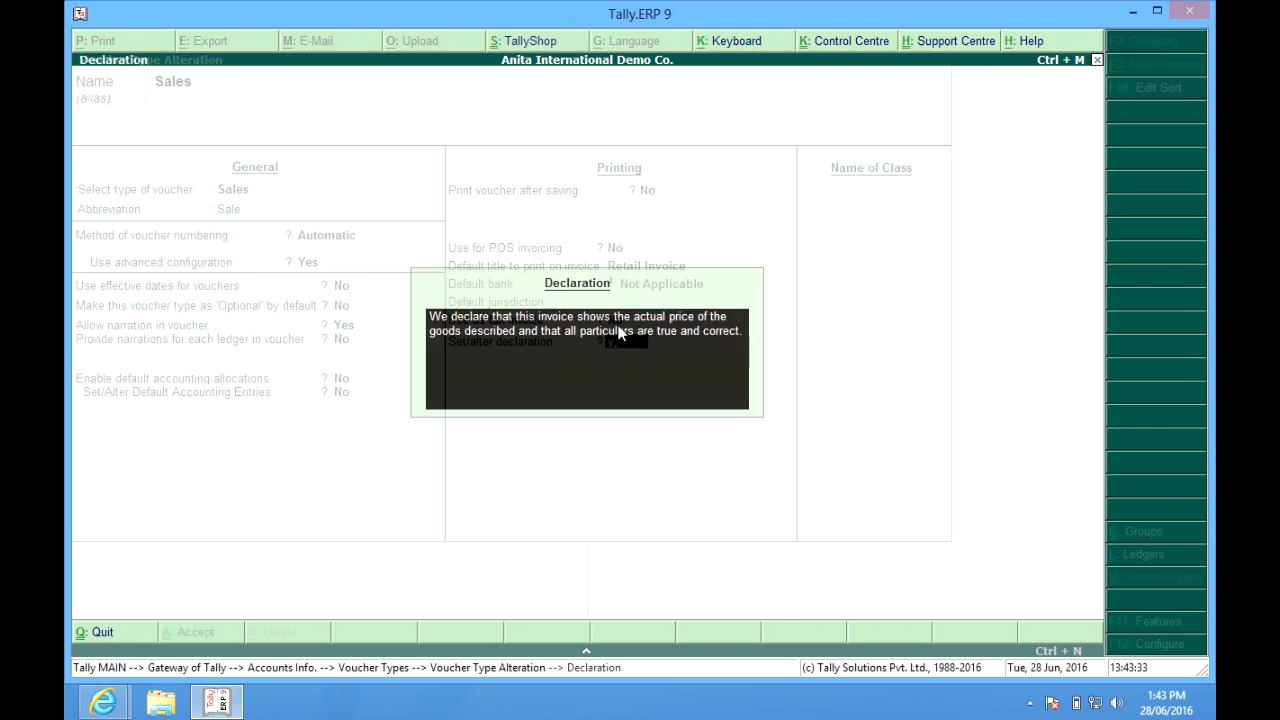 Tally.ERP 9
P: Print
E: Export
M: E-Mail
O: Upload
S: TallyShop
G: Language
K: Keyboard
K: Control Centre
H: Support Centre
H: Help
Declaration
Anita International Demo Co.
Ctrl + M
F10: Edit Sort
Name : Sales
(alias) :
General
Printing
Name of Class
Select type of voucher : Sales
Abbreviation : Sale
Method of voucher numbering ? Automatic
Use advanced configuration ? Yes
Use effective dates for vouchers ? No
Make this voucher type as 'Optional' by default ? No
Allow narration in voucher ? Yes
Provide narrations for each ledger in voucher ? No
Enable default accounting allocations ? No
Set/Alter Default Accounting Entries ? No
Print voucher after saving ? No
Use for POS invoicing ? No
Default title to print on invoice Retail Invoice
Default bank Not Applicable
Default jurisdiction
Set/alter declaration ? y
Declaration
We declare that this invoice shows the actual price of the
goods described and that all particulars are true and correct.
G: Groups
L: Ledgers
F11: Features
F12: Configure
Q: Quit
A: Accept
D: Delete
Ctrl + N
Tally MAIN --> Gateway of Tally --> Accounts Info. --> Voucher Types --> Voucher Type Alteration --> Declaration
(c) Tally Solutions Pvt. Ltd., 1988-2016
Tue, 28 Jun, 2016
13:43:33
Tally ERP 9
1:43 PM
28/06/2016